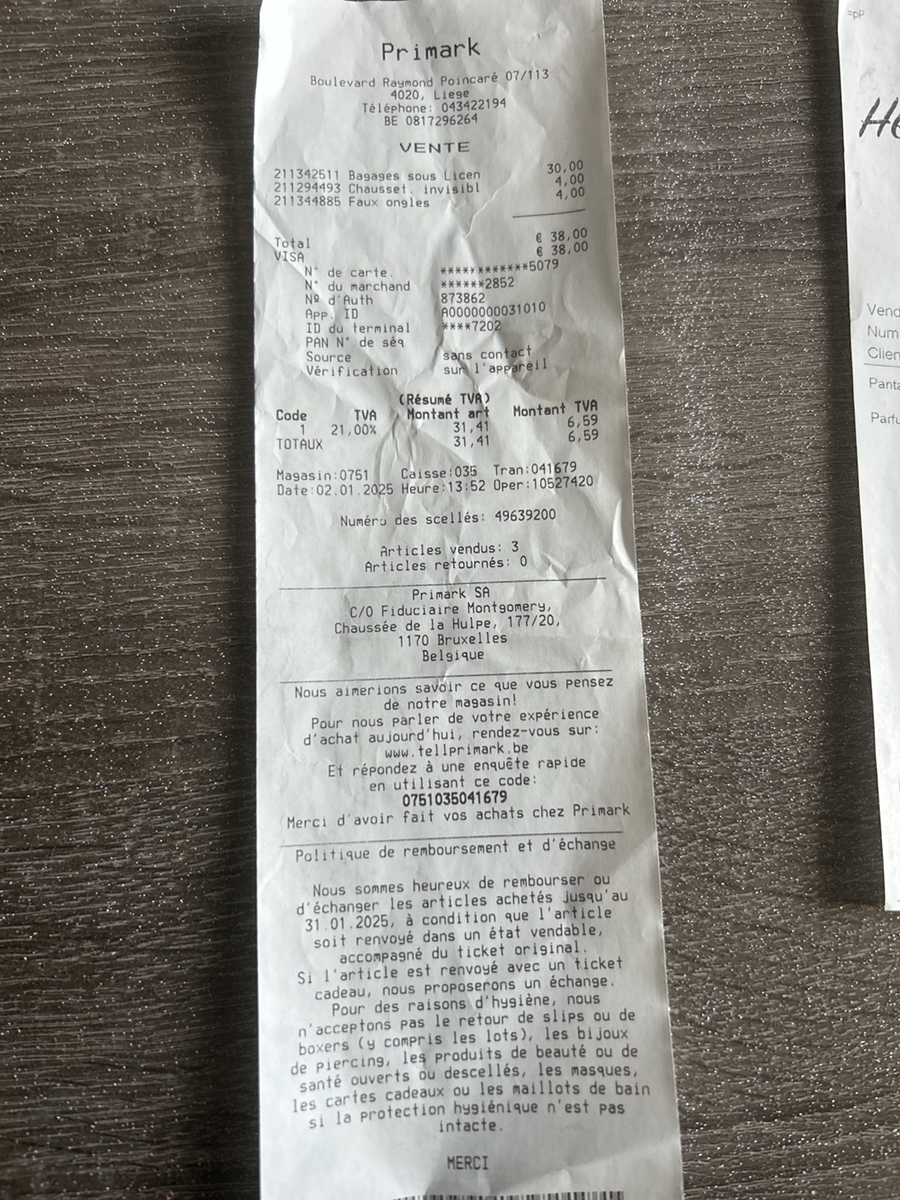 Primark
Boulevard Raymond Poincaré 07/113
4020, Liege
Téléphone: 043422194
BE 0817296264
VENTE
211342511 Bagages sous Licen 30,00
211294493 Chausset. invisibl 4,00
211344885 Faux ongles 4,00
Total € 38,00
VISA € 38,00
N° de carte. ************5079
N° du marchand ******2852
Nº d'Auth 873862
App. ID A0000000031010
ID du terminal ****7202
PAN N° de séq
Source sans contact
Vérification sur l'appareil
(Résumé TVA)
Code TVA Montant art Montant TVA
1 21,00% 31,41 6,59
TOTAUX 31,41 6,59
Magasin:0751 Caisse:035 Tran:041679
Date:02.01.2025 Heure:13:52 Oper:10527420
Numéro des scellés: 49639200
Articles vendus: 3
Articles retournés: 0
Primark SA
C/O Fiduciaire Montgomery,
Chaussée de la Hulpe, 177/20,
1170 Bruxelles
Belgique
Nous aimerions savoir ce que vous pensez
de notre magasin!
Pour nous parler de votre expérience
d'achat aujourd'hui, rendez-vous sur:
www.tellprimark.be
Et répondez à une enquête rapide
en utilisant ce code:
0751035041679
Merci d'avoir fait vos achats chez Primark
Politique de remboursement et d'échange
Nous sommes heureux de rembourser ou
d'échanger les articles achetés jusqu'au
31.01.2025, à condition que l'article
soit renvoyé dans un état vendable,
accompagné du ticket original.
Si l'article est renvoyé avec un ticket
cadeau, nous proposerons un échange.
Pour des raisons d'hygiène, nous
n'acceptons pas le retour de slips ou de
boxers (y compris les lots), les bijoux
de piercing, les produits de beauté ou de
santé ouverts ou descellés, les masques,
les cartes cadeaux ou les maillots de bain
si la protection hygiénique n'est pas
intacte.
MERCI
Vend
Num
Clien
Panta
Parfu